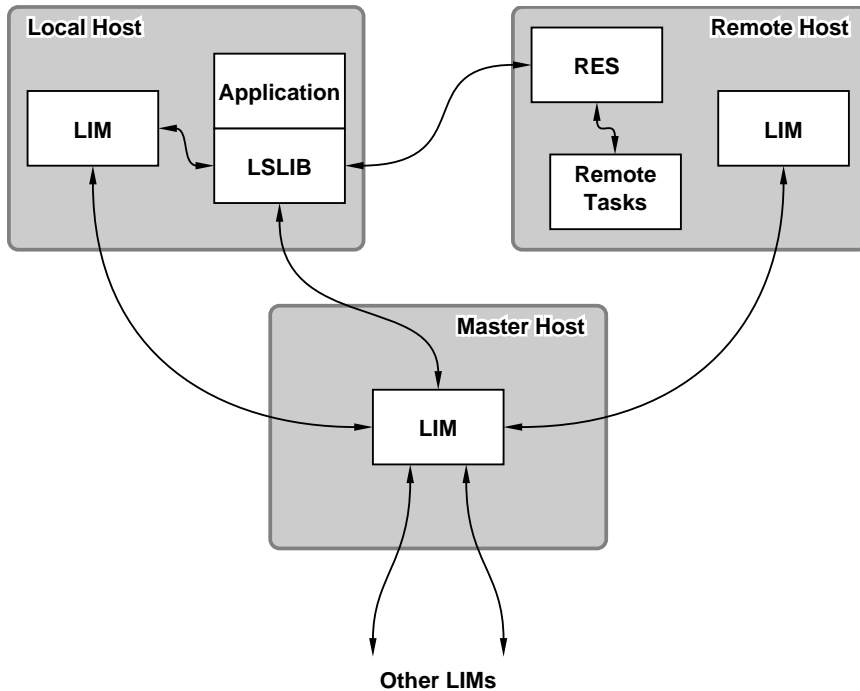 Local Host
Application
LIM
LSLIB
Remote Host
RES
LIM
Remote
Tasks
Master Host
LIM
Other LIMs